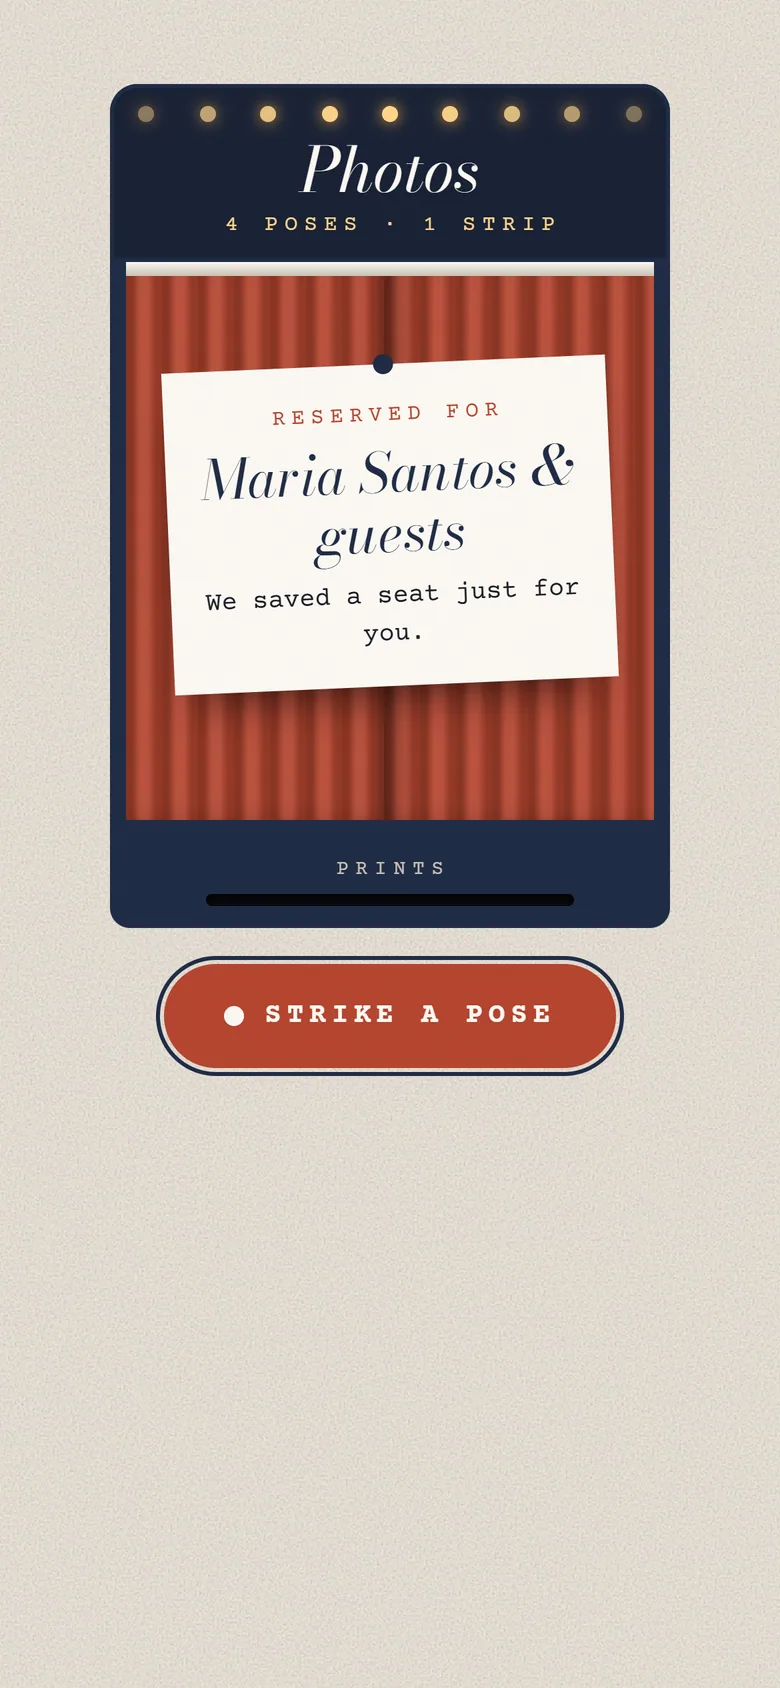 Photos
4 POSES · 1 STRIP
RESERVED FOR
Maria Santos &
guests
We saved a seat just for
you.
PRINTS
STRIKE A POSE